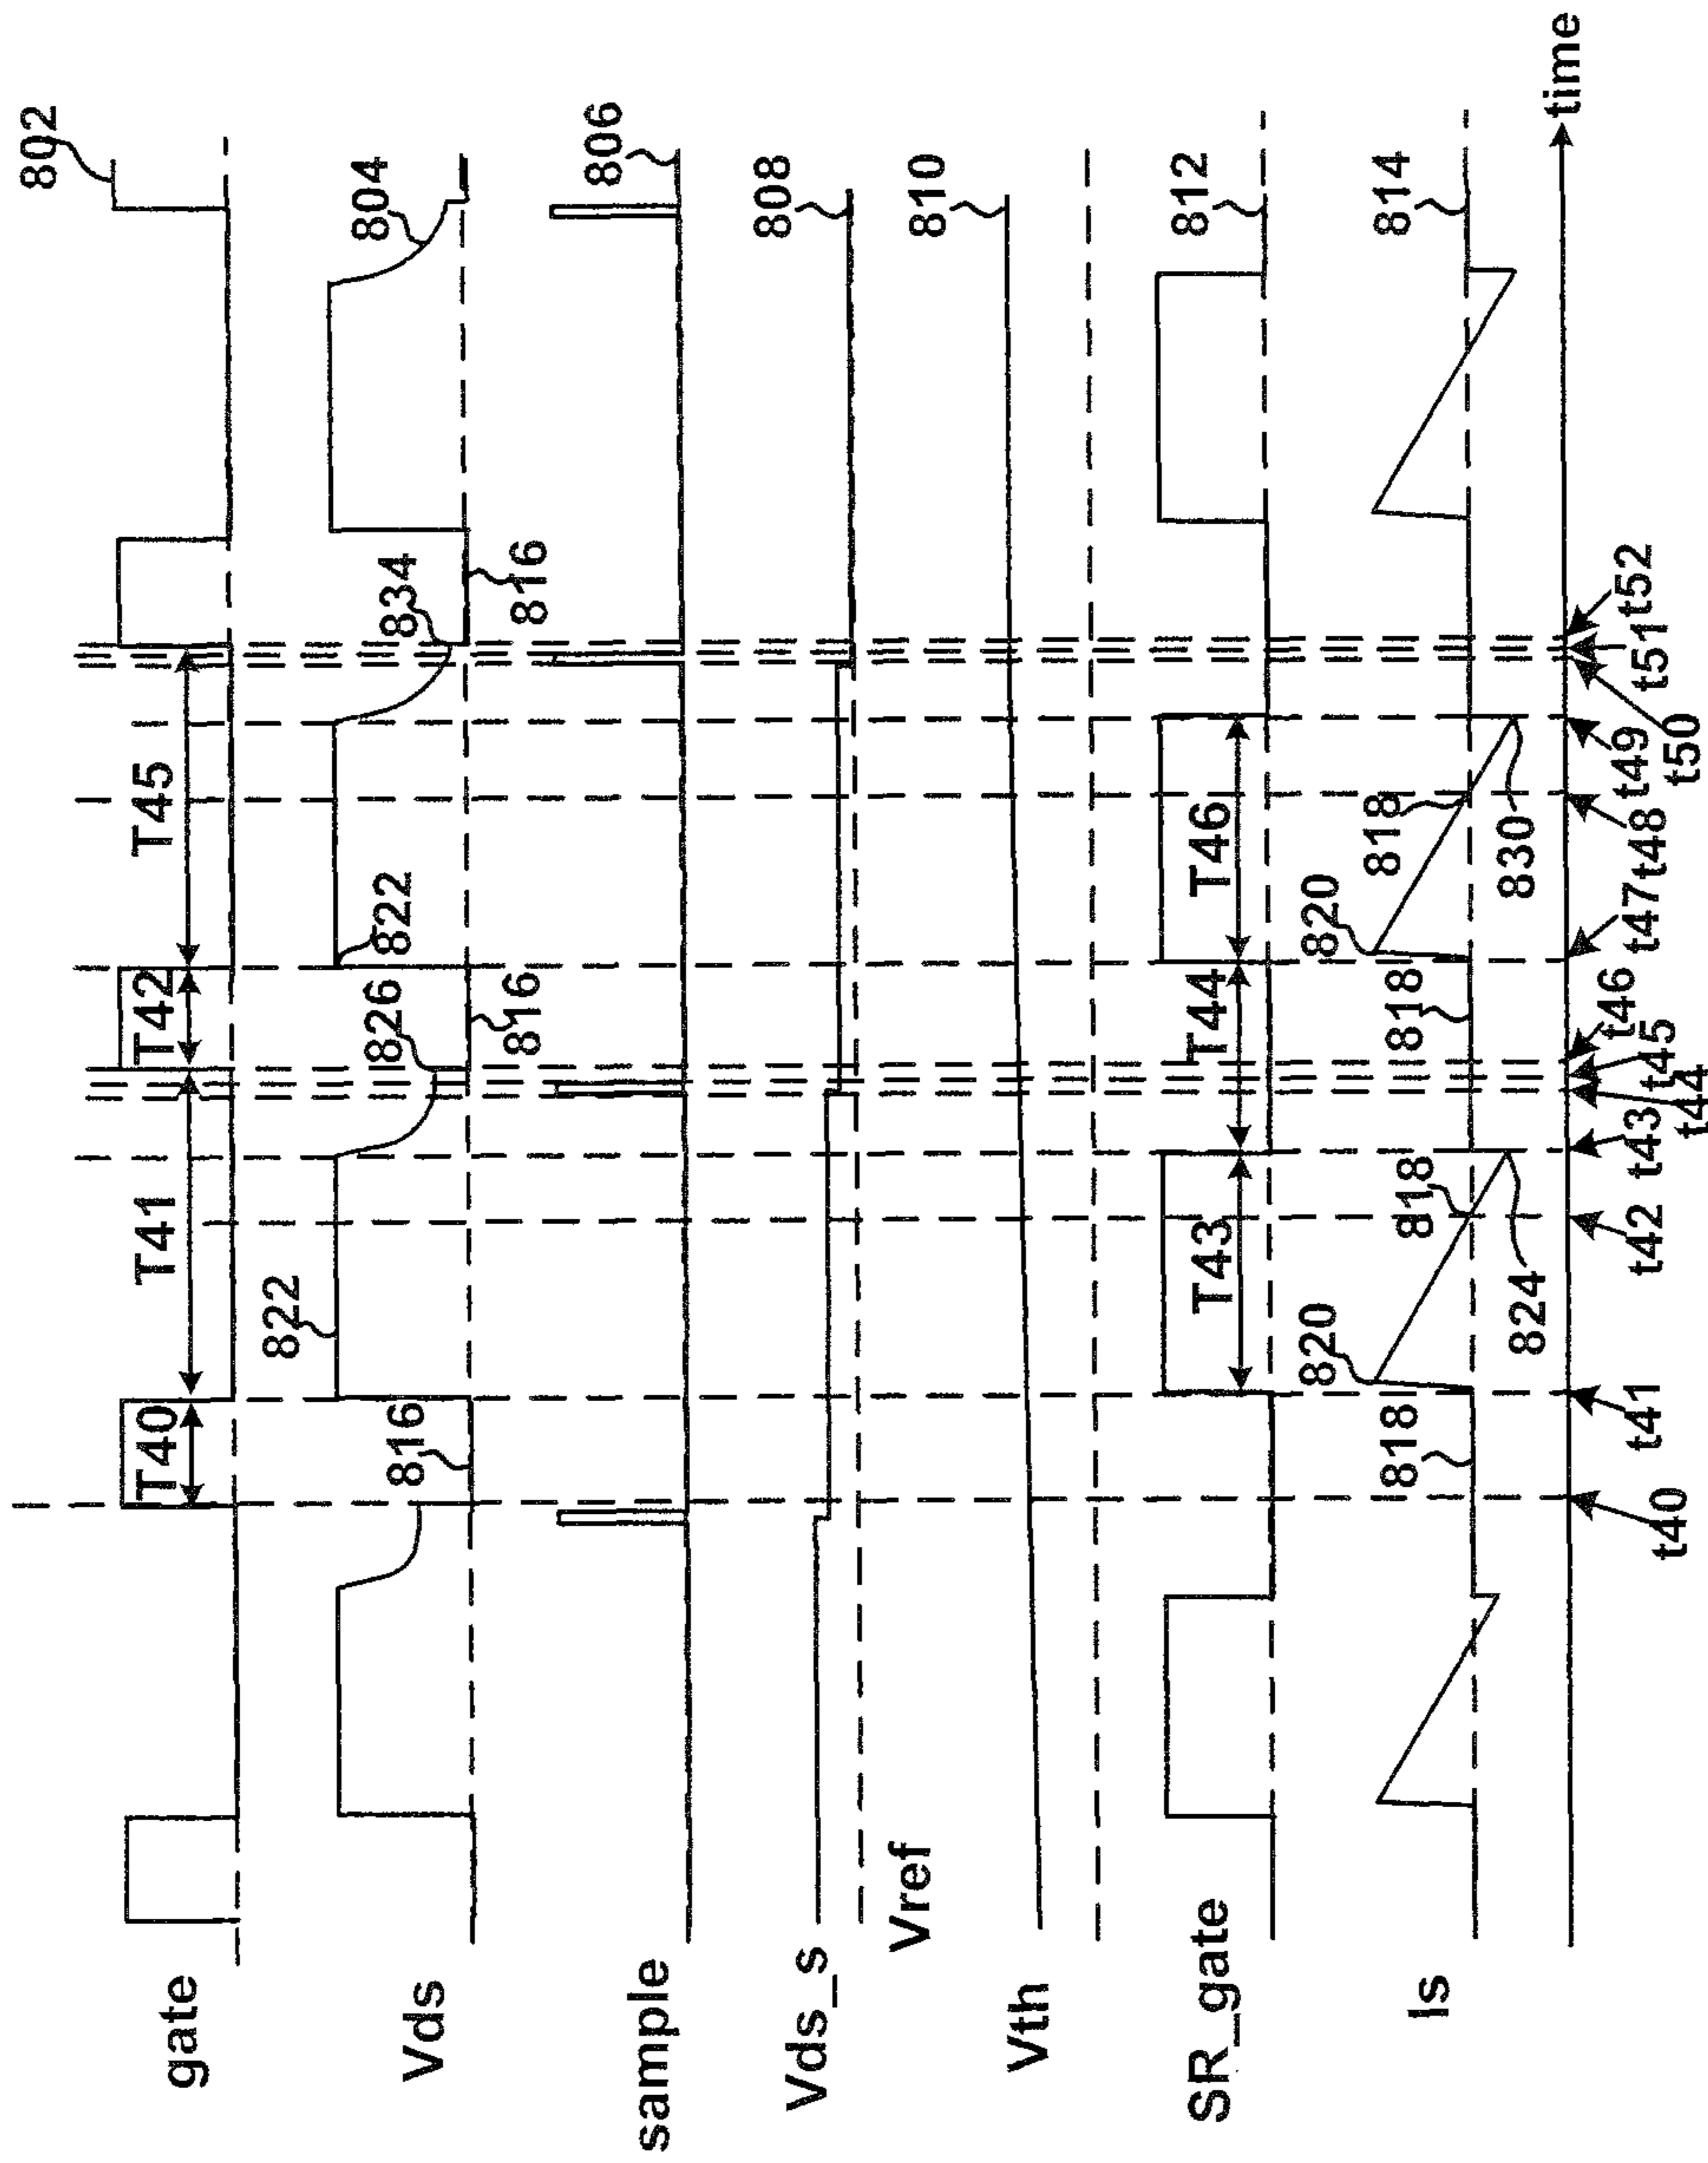 gate
T40
T41
T42
T45
802
Vds
816
822
826
816
822
834
816
804
sample
806
Vds_s
Vref
808
Vth
810
SR_gate
T43
T44
T46
812
Is
818
820
818
824
818
820
818
830
814
t40
t41
t42
t43
t44
t45
t46
t47
t48
t49
t50
t51
t52
time